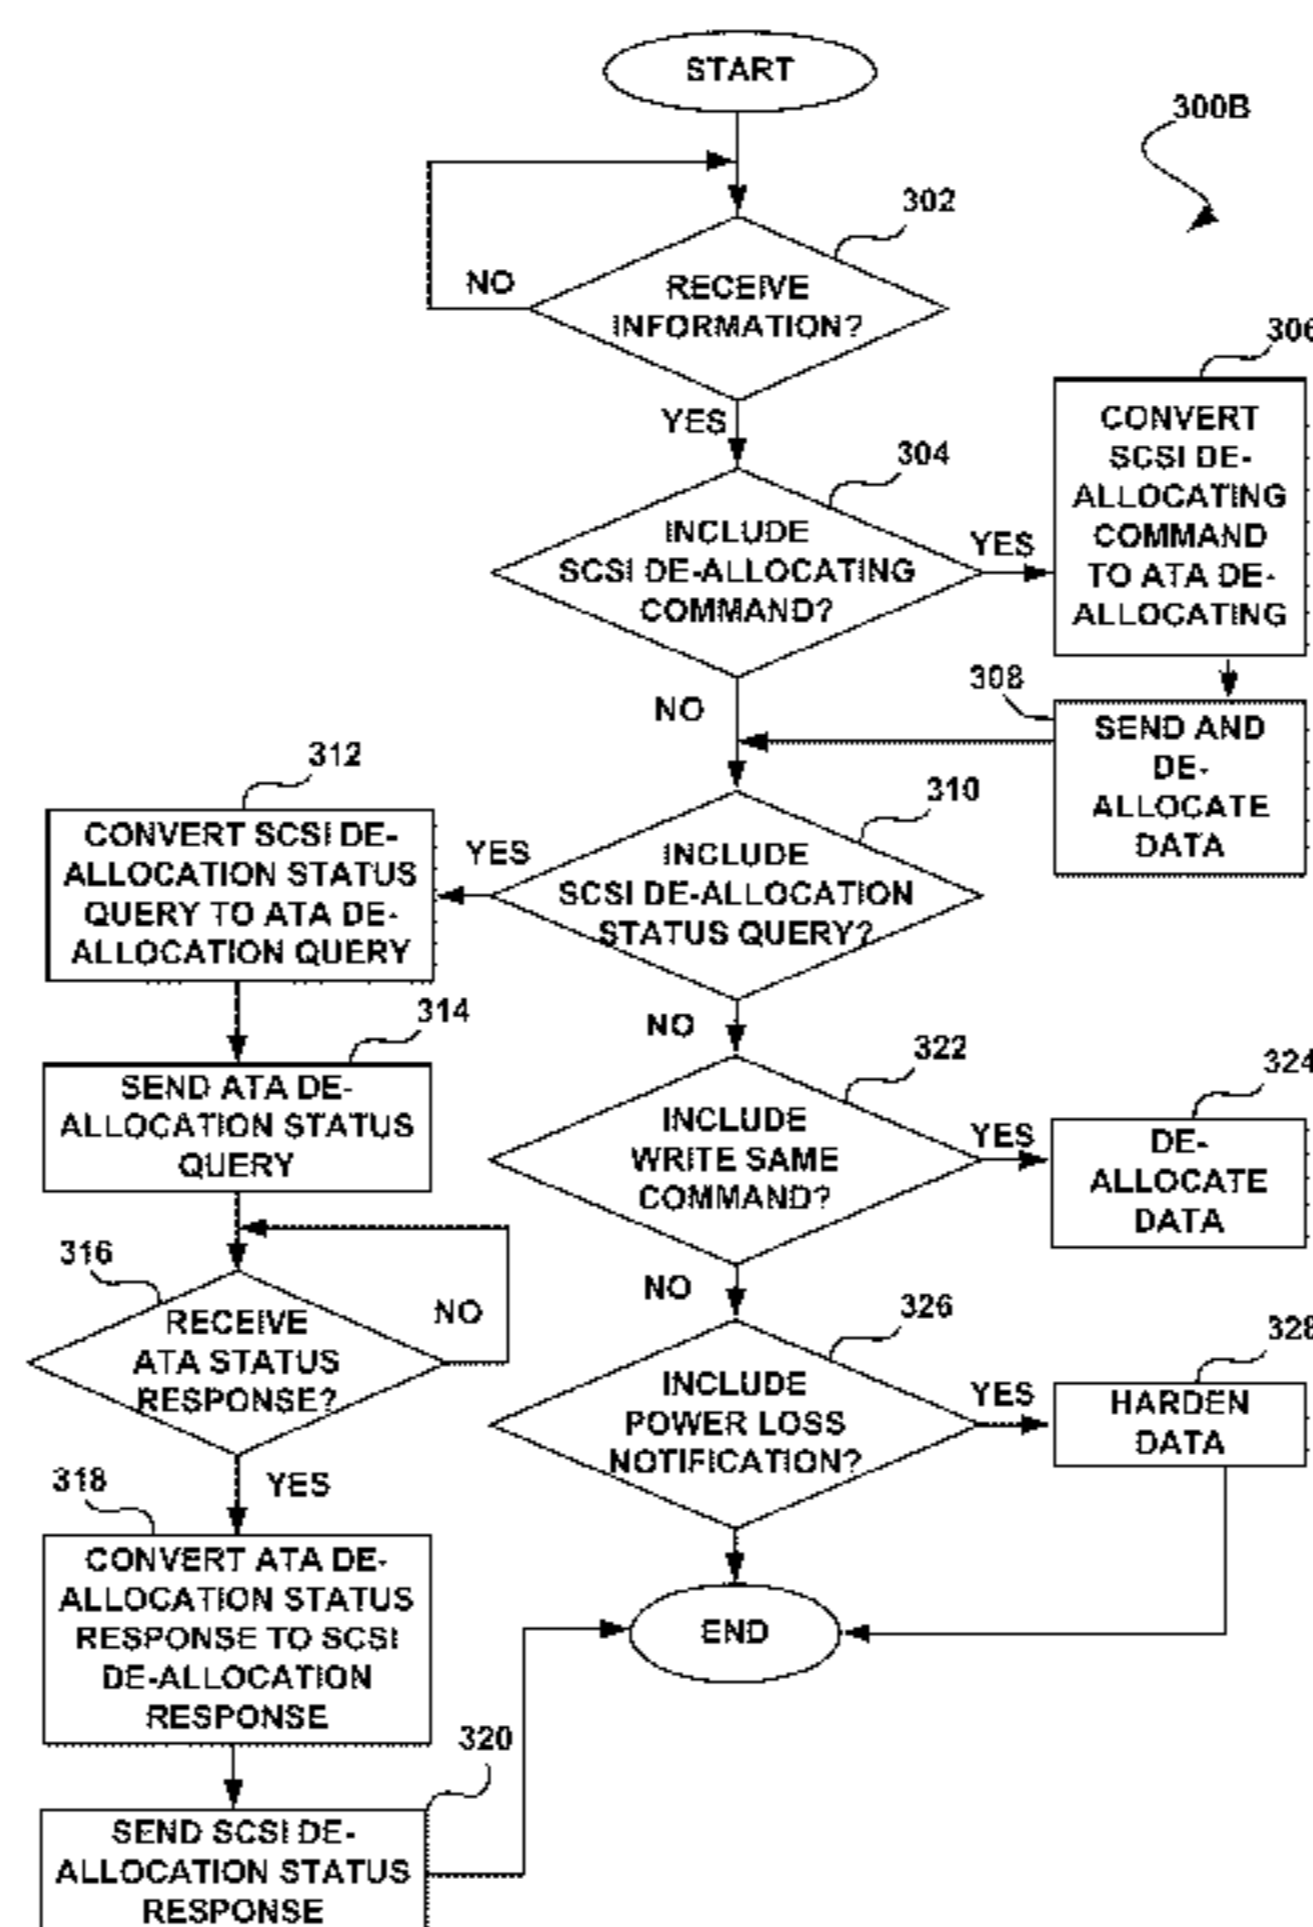 START
300B
302
NO
RECEIVE
INFORMATION?
306
YES
304
CONVERT
SCSI DE-
ALLOCATING
COMMAND
TO ATA DE-
ALLOCATING
INCLUDE
SCSI DE-ALLOCATING
COMMAND?
YES
NO
308
SEND AND
DE-
ALLOCATE
DATA
312
310
CONVERT SCSI DE-
ALLOCATION STATUS
QUERY TO ATA DE-
ALLOCATION QUERY
YES
INCLUDE
SCSI DE-ALLOCATION
STATUS QUERY?
314
NO
SEND ATA DE-
ALLOCATION STATUS
QUERY
322
324
INCLUDE
WRITE SAME
COMMAND?
YES
DE-
ALLOCATE
DATA
316
NO
RECEIVE
ATA STATUS
RESPONSE?
NO
326
328
INCLUDE
POWER LOSS
NOTIFICATION?
YES
HARDEN
DATA
318
YES
CONVERT ATA DE-
ALLOCATION STATUS
RESPONSE TO SCSI
DE-ALLOCATION
RESPONSE
END
320
SEND SCSI DE-
ALLOCATION STATUS
RESPONSE